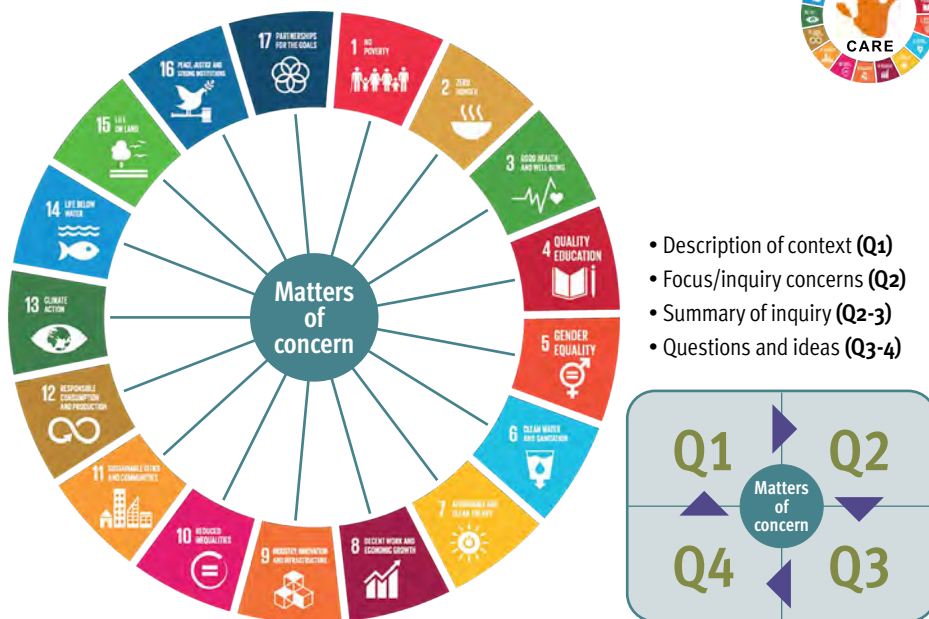 17 PARTNERSHIPS
FOR THE GOALS
1 NO
POVERTY
2 ZERO
HUNGER
3 GOOD HEALTH
AND WELL-BEING
4 QUALITY
EDUCATION
5 GENDER
EQUALITY
6 CLEAN WATER
AND SANITATION
7 AFFORDABLE AND
CLEAN ENERGY
8 DECENT WORK AND
ECONOMIC GROWTH
9 INDUSTRY, INNOVATION
AND INFRASTRUCTURE
10 REDUCED
INEQUALITIES
11 SUSTAINABLE CITIES
AND COMMUNITIES
12 RESPONSIBLE
CONSUMPTION
AND PRODUCTION
13 CLIMATE
ACTION
14 LIFE BELOW
WATER
15 LIFE
ON LAND
16 PEACE, JUSTICE AND
STRONG INSTITUTIONS
Matters
of
concern
CARE
• Description of context (Q1)
• Focus/inquiry concerns (Q2)
• Summary of inquiry (Q2-3)
• Questions and ideas (Q3-4)
Q1
Q2
Matters
of
concern
Q4
Q3